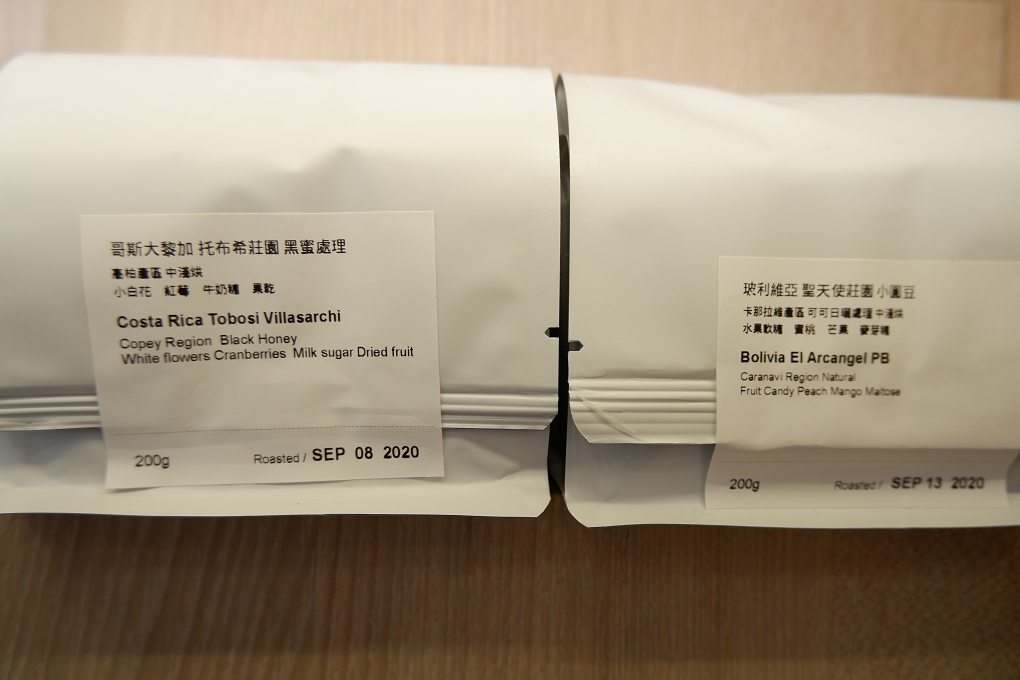 哥斯大黎加 托布希莊園 黑蜜處理
臺柏產區 中淺烘
小白花 紅莓 牛奶糖 果乾
Costa Rica Tobosi Villasarchi
Copey Region Black Honey
White flowers Cranberries Milk sugar Dried fruit
200g Roasted / SEP 08 2020
玻利維亞 聖天使莊園 小圓豆
卡那拉維產區 可可日曬處理 中淺烘
水果軟糖 蜜桃 芒果 麥芽糖
Bolivia El Arcangel PB
Caranavi Region Natural
Fruit Candy Peach Mango Maltose
200g Roasted / SEP 13 2020